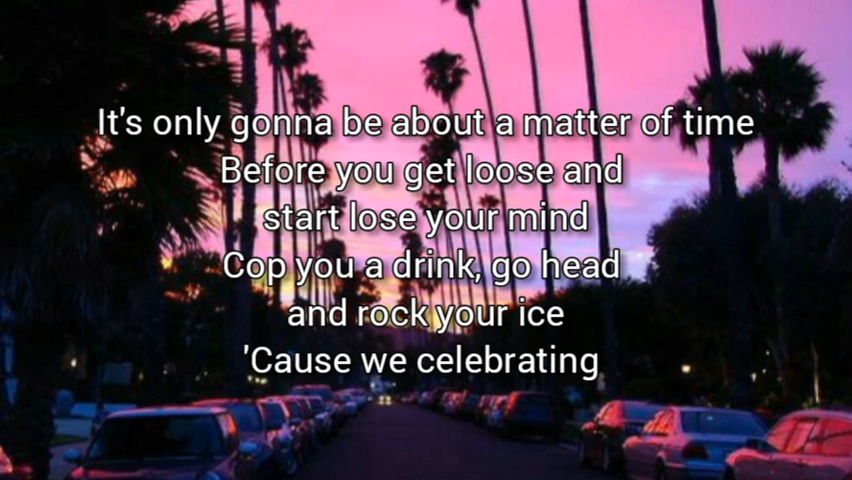 It's only gonna be about a matter of time
Before you get loose and
start lose your mind
Cop you a drink, go head
and rock your ice
'Cause we celebrating